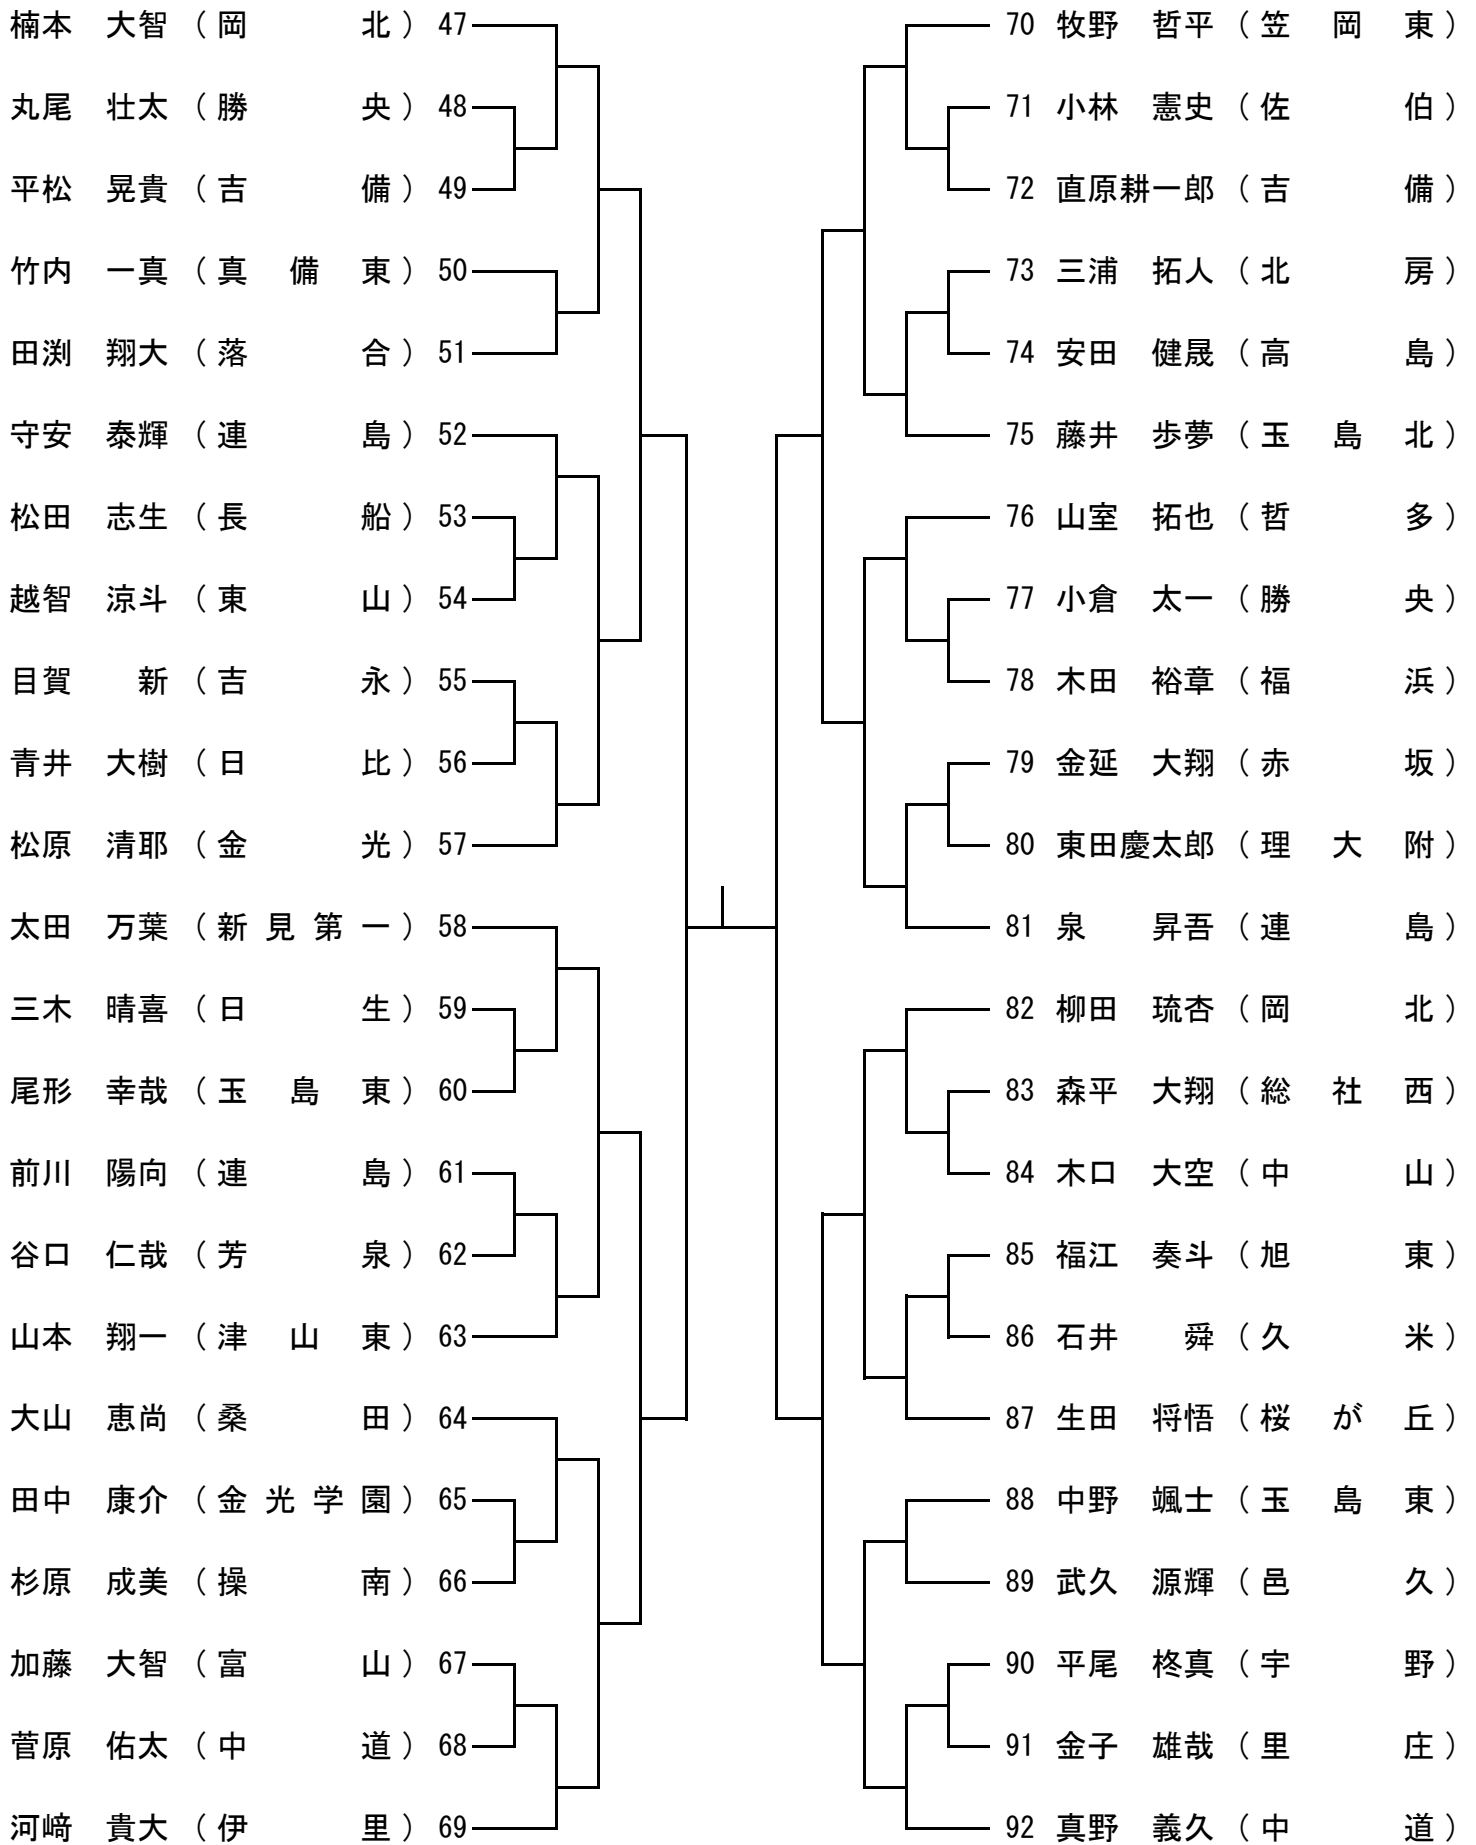 楠本　大智（岡北）47
丸尾　壮太（勝央）48
平松　晃貴（吉備）49
竹内　一真（真備東）50
田渕　翔大（落合）51
守安　泰輝（連島）52
松田　志生（長船）53
越智　涼斗（東山）54
目賀　新（吉永）55
青井　大樹（日比）56
松原　清耶（金光）57
太田　万葉（新見第一）58
三木　晴喜（日生）59
尾形　幸哉（玉島東）60
前川　陽向（連島）61
谷口　仁哉（芳泉）62
山本　翔一（津山東）63
大山　恵尚（桑田）64
田中　康介（金光学園）65
杉原　成美（操南）66
加藤　大智（富山）67
菅原　佑太（中道）68
河﨑　貴大（伊里）69
70 牧野　哲平（笠岡東）
71 小林　憲史（佐伯）
72 直原耕一郎（吉備）
73 三浦　拓人（北房）
74 安田　健晟（高島）
75 藤井　歩夢（玉島北）
76 山室　拓也（哲多）
77 小倉　太一（勝央）
78 木田　裕章（福浜）
79 金延　大翔（赤坂）
80 東田慶太郎（理大附）
81 泉　昇吾（連島）
82 柳田　琉杏（岡北）
83 森平　大翔（総社西）
84 木口　大空（中山）
85 福江　奏斗（旭東）
86 石井　舜（久米）
87 生田　将悟（桜が丘）
88 中野　颯士（玉島東）
89 武久　源輝（邑久）
90 平尾　柊真（宇野）
91 金子　雄哉（里庄）
92 真野　義久（中道）